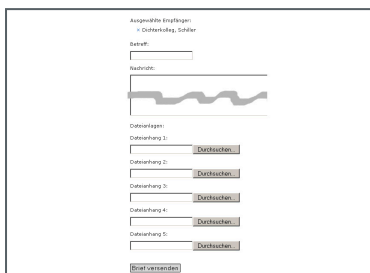 Ausgewählte Empfänger:
× Dichterkolleg, Schiller
Betreff:
Nachricht:
Dateianlagen:
Dateianhang 1:
Durchsuchen...
Dateianhang 2:
Durchsuchen...
Dateianhang 3:
Durchsuchen...
Dateianhang 4:
Durchsuchen...
Dateianhang 5:
Durchsuchen...
Brief versenden